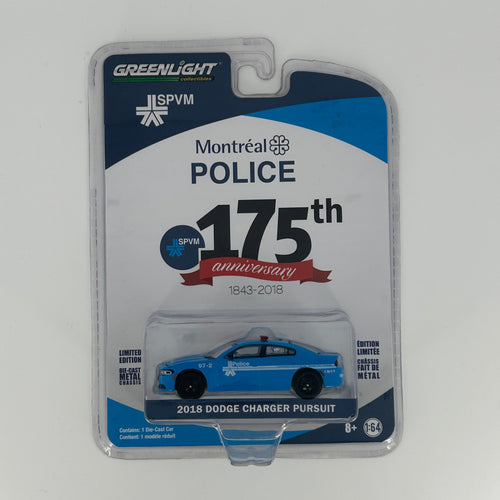 GREENLIGHT
collectibles
SPVM
Montréal
POLICE
175th
SPVM
anniversary
1843-2018
LIMITED
EDITION
DIE-CAST
METAL
CHASSIS
ÉDITION
LIMITÉE
CHÂSSIS
FAIT DE
MÉTAL
97-2
Police
2018 DODGE CHARGER PURSUIT
Contains: 1 Die-Cast Car
Contient: 1 modèle réduit
8+
1:64